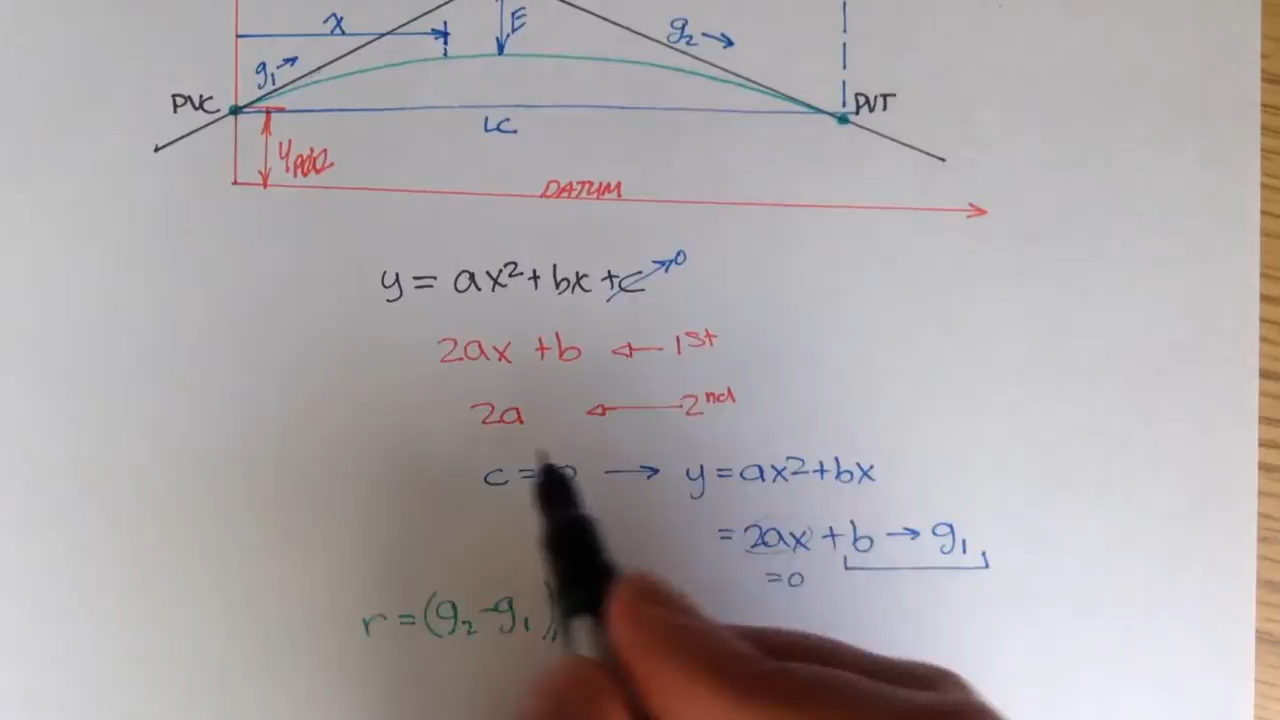 x
E
g₂ →
g₁ →
PVC
PVT
LC
DATUM
y = ax² + bx + c → 0
2ax + b ← 1st
2a ← 2nd
c = → y = ax² + bx
= 2ax + b → g₁
= 0
r = (g₂ - g₁)